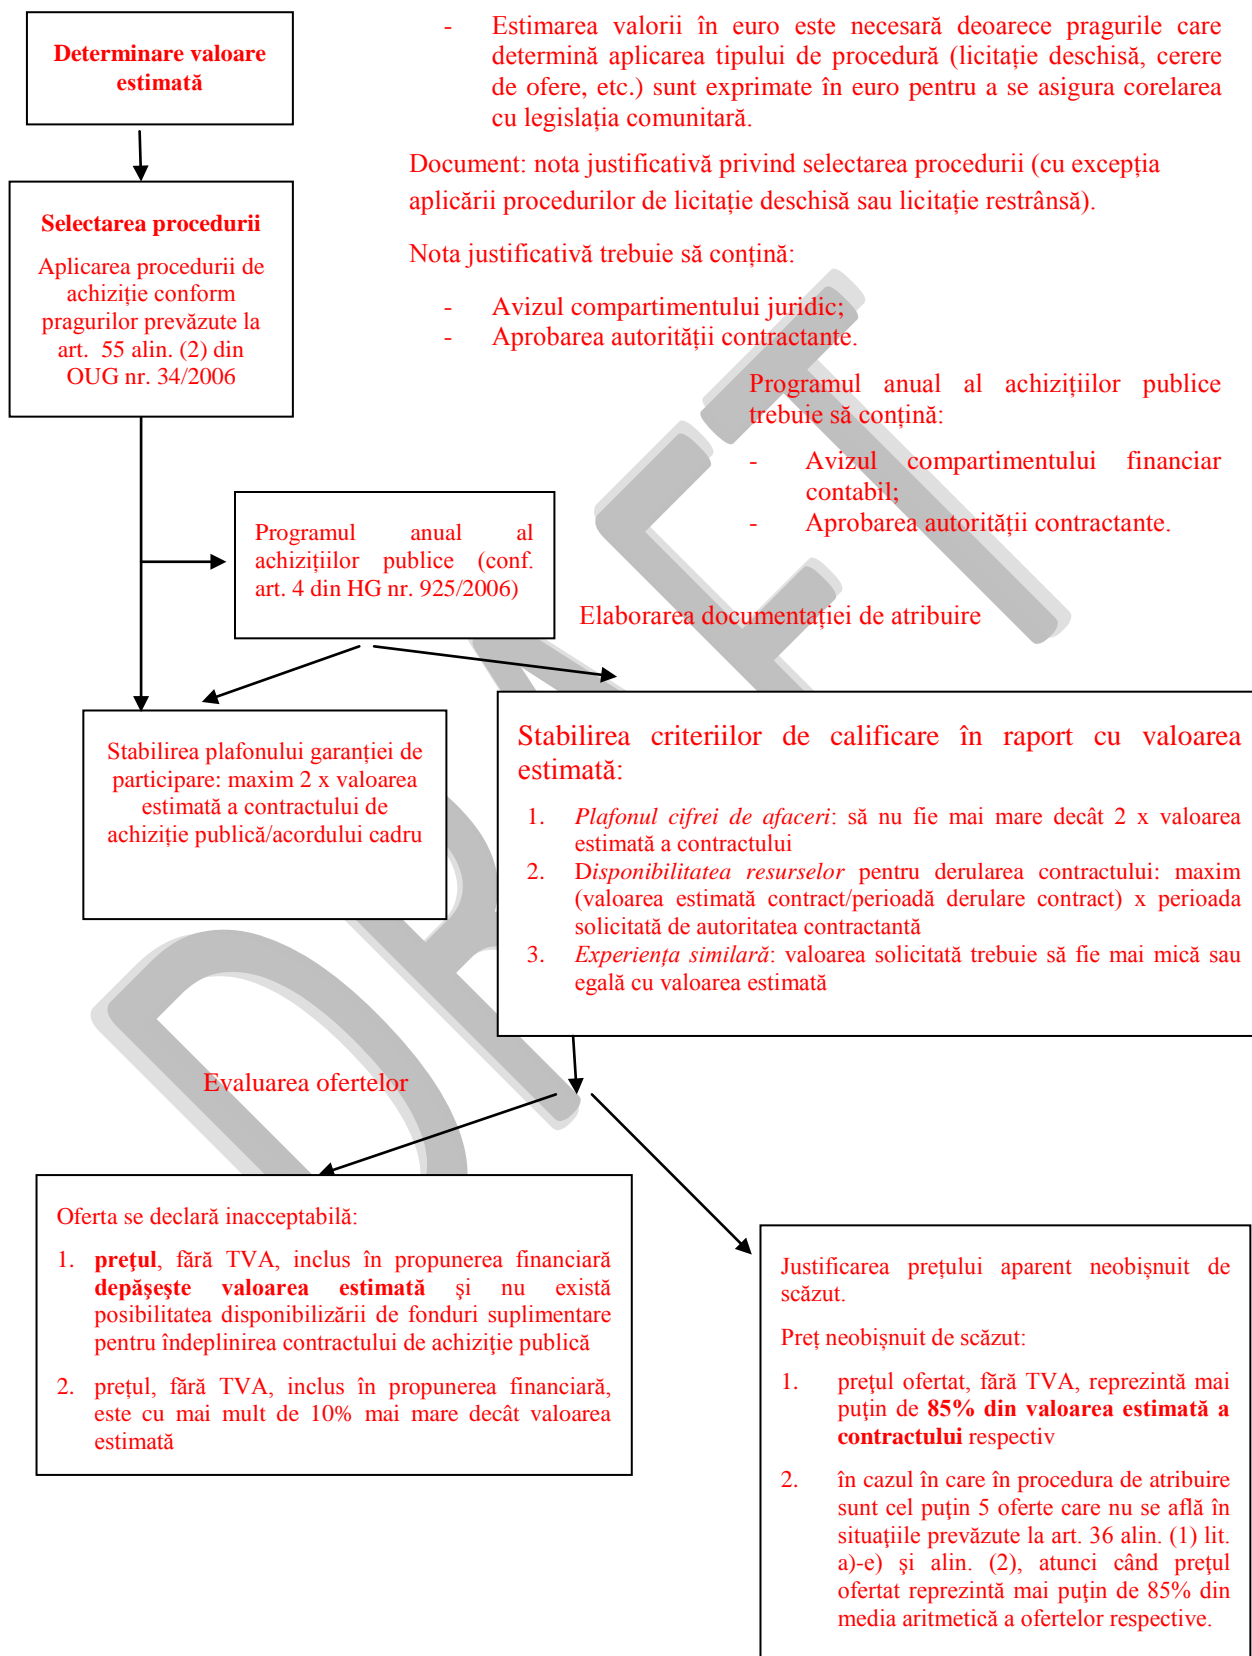 Determinare valoare
estimată
- Estimarea valorii în euro este necesară deoarece pragurile care
determină aplicarea tipului de procedură (licitație deschisă, cerere
de ofere, etc.) sunt exprimate în euro pentru a se asigura corelarea
cu legislația comunitară.
Document: nota justificativă privind selectarea procedurii (cu excepția
aplicării procedurilor de licitație deschisă sau licitație restrânsă).
Selectarea procedurii
Aplicarea procedurii de
achiziție conform
pragurilor prevăzute la
art. 55 alin. (2) din
OUG nr. 34/2006
Nota justificativă trebuie să conțină:
- Avizul compartimentului juridic;
- Aprobarea autorității contractante.
Programul anual al achizițiilor publice
trebuie să conțină:
- Avizul compartimentului financiar
contabil;
- Aprobarea autorității contractante.
Programul anual al
achizițiilor publice (conf.
art. 4 din HG nr. 925/2006)
Elaborarea documentației de atribuire
Stabilirea plafonului garanției de
participare: maxim 2 x valoarea
estimată a contractului de
achiziție publică/acordului cadru
Stabilirea criteriilor de calificare în raport cu valoarea
estimată:
1. Plafonul cifrei de afaceri: să nu fie mai mare decât 2 x valoarea
estimată a contractului
2. Disponibilitatea resurselor pentru derularea contractului: maxim
(valoarea estimată contract/perioadă derulare contract) x perioada
solicitată de autoritatea contractantă
3. Experiența similară: valoarea solicitată trebuie să fie mai mică sau
egală cu valoarea estimată
Evaluarea ofertelor
Oferta se declară inacceptabilă:
1. preţul, fără TVA, inclus în propunerea financiară
depăşeşte valoarea estimată şi nu există
posibilitatea disponibilizării de fonduri suplimentare
pentru îndeplinirea contractului de achiziţie publică
2. prețul, fără TVA, inclus în propunerea financiară,
este cu mai mult de 10% mai mare decât valoarea
estimată
Justificarea prețului aparent neobișnuit de
scăzut.
Preț neobișnuit de scăzut:
1. preţul ofertat, fără TVA, reprezintă mai
puţin de 85% din valoarea estimată a
contractului respectiv
2. în cazul în care în procedura de atribuire
sunt cel puţin 5 oferte care nu se află în
situaţiile prevăzute la art. 36 alin. (1) lit.
a)-e) şi alin. (2), atunci când preţul
ofertat reprezintă mai puţin de 85% din
media aritmetică a ofertelor respective.
DRAFT